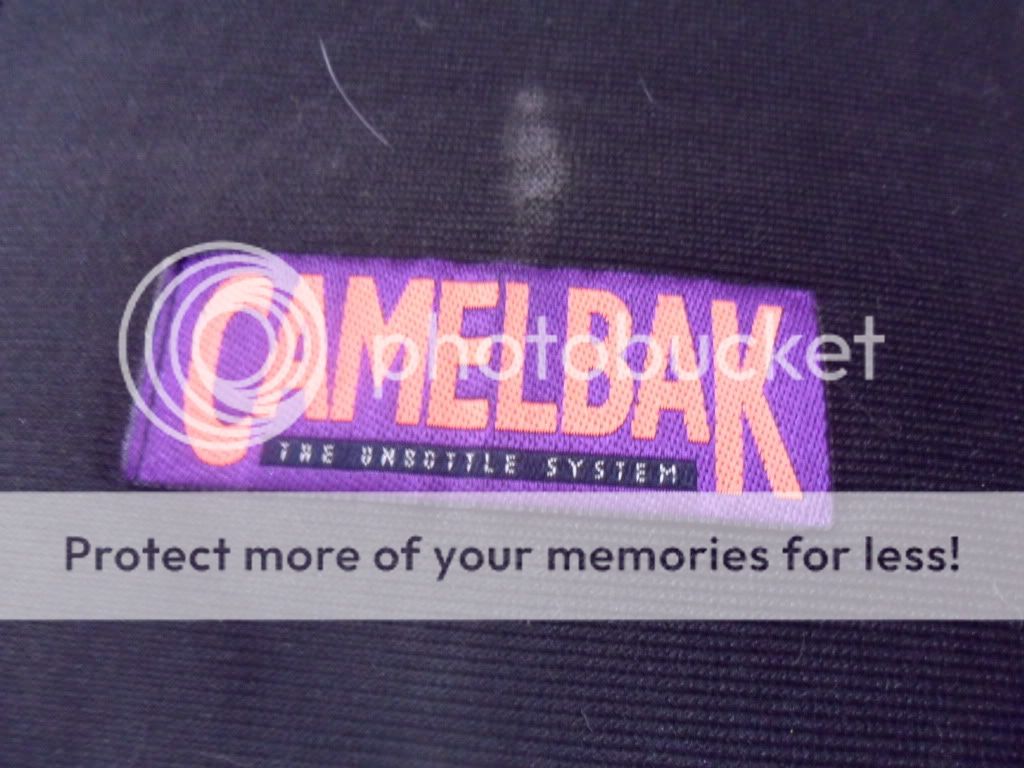 CAMELBAK
photobucket
THE UNBOTTLE SYSTEM
Protect more of your memories for less!